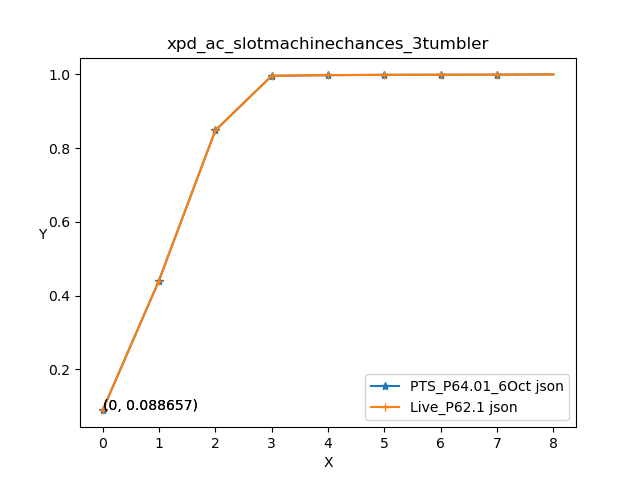 xpd_ac_slotmachinechances_3tumbler
1.0
0.8
0.6
0.4
0.2
Y
(0, 0.088657)
PTS_P64.01_6Oct json
Live_P62.1 json
0 1 2 3 4 5 6 7 8
X